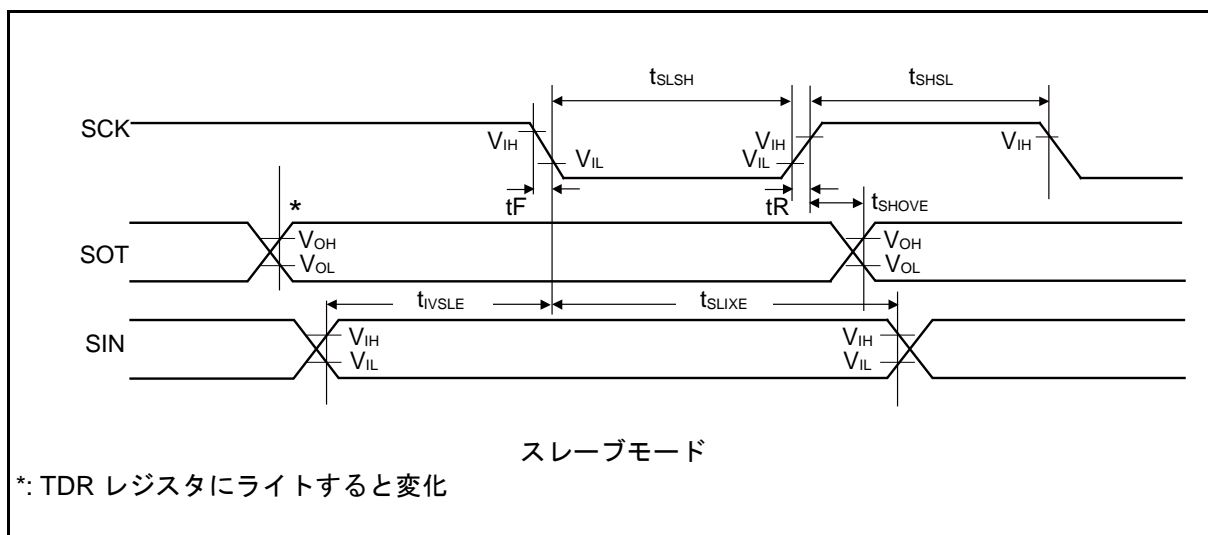 tSLSH
tSHSL
SCK
VIH
VIL
VIH
VIL
VIH
tF
tR
tSHOVE
*
SOT
VOH
VOL
VOH
VOL
tIVSLE
tSLIXE
SIN
VIH
VIL
VIH
VIL
スレーブモード
*: TDR レジスタにライトすると変化